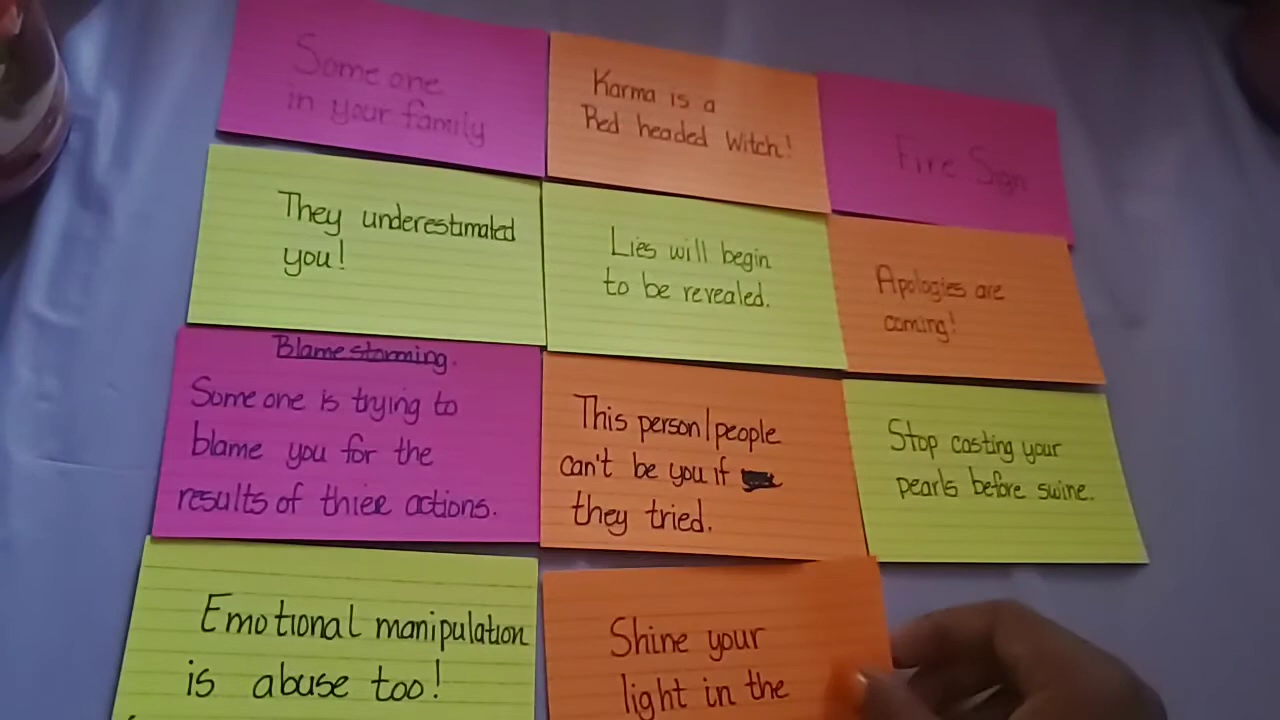 Some one
in your family
Karma is a
Red headed Witch!
Fire Sign
They underestimated
you!
Lies will begin
to be revealed.
Apologies are
coming!
Blamestorming.
Some one is trying to
blame you for the
results of thier actions.
This person/people
can't be you if
they tried.
Stop casting your
pearls before swine.
Emotional manipulation
is abuse too!
Shine your
light in the